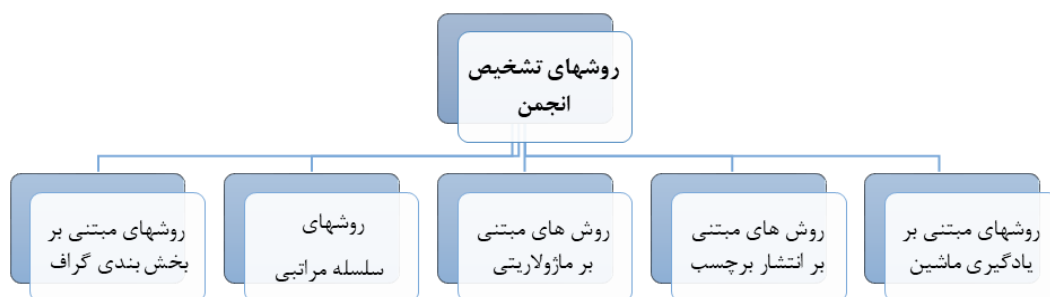 روشهای تشخیص
انجمن
روشهای مبتنی بر
یادگیری ماشین
روش های مبتنی
بر انتشار برچسب
روش های مبتنی
بر ماژولاریتی
روشهای
سلسله مراتبی
روشهای مبتنی بر
بخش بندی گراف